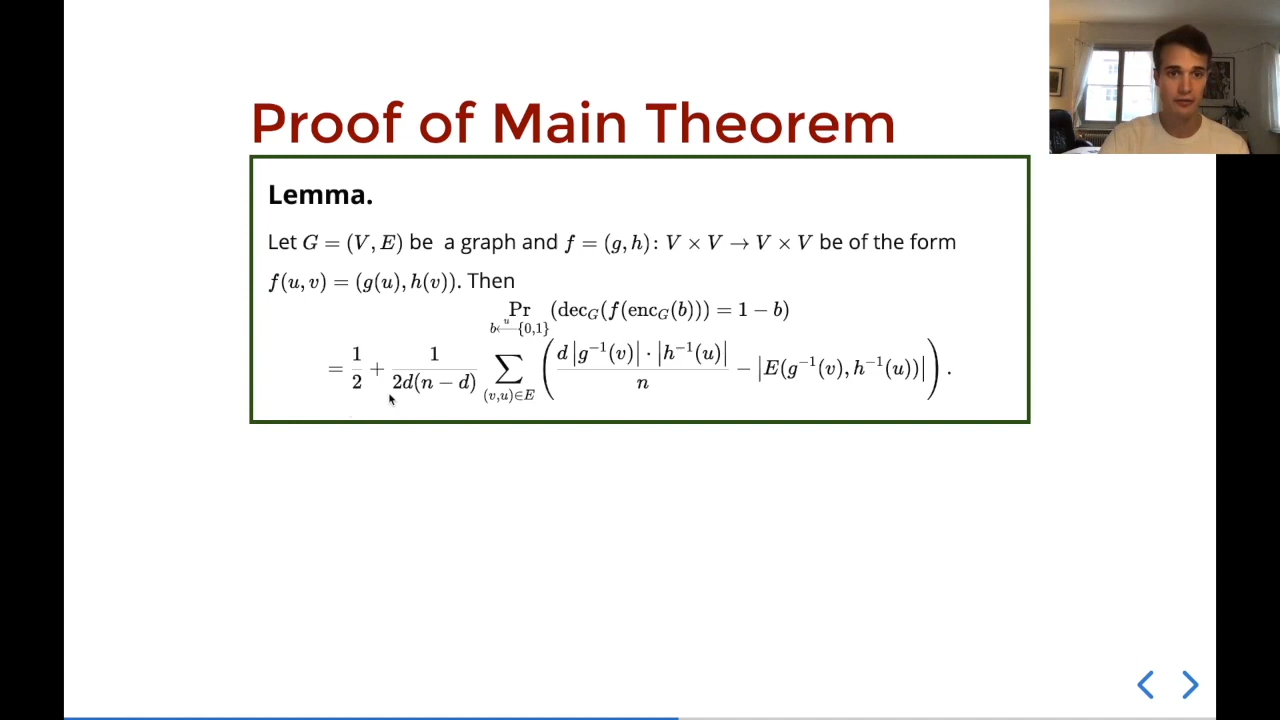 Proof of Main Theorem
Lemma.
Let G = (V, E) be a graph and f = (g, h): V × V → V × V be of the form
f(u, v) = (g(u), h(v)). Then
Pr_{b ←^u {0,1}} (dec_G(f(enc_G(b))) = 1 − b)
= 1/2 + 1/(2d(n − d)) ∑_{(v,u)∈E} ( d |g⁻¹(v)| · |h⁻¹(u)| / n − |E(g⁻¹(v), h⁻¹(u))| ).